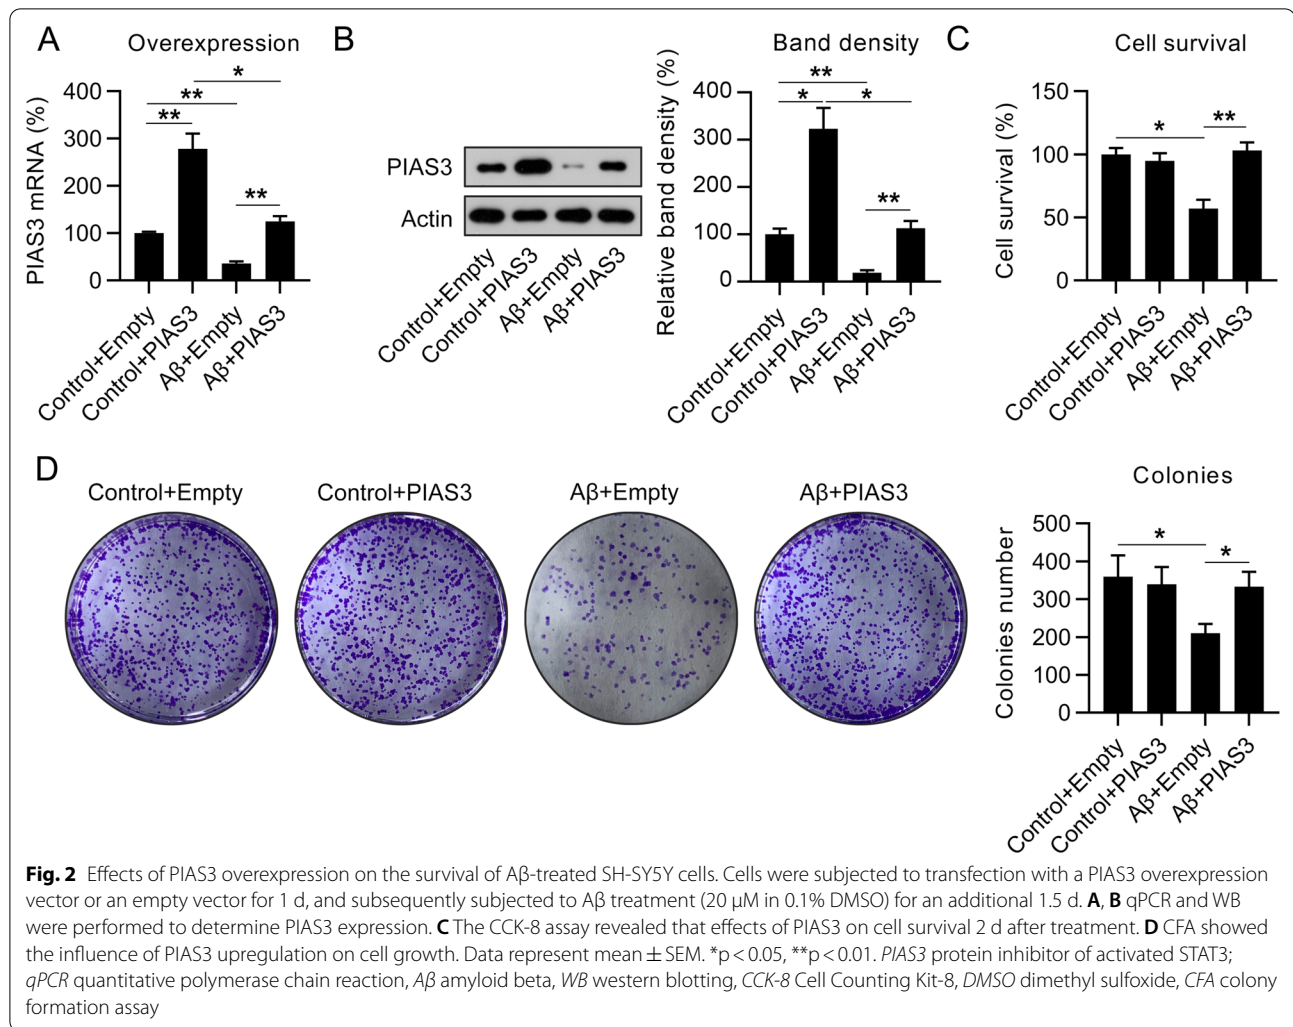 A
Overexpression
PIAS3 mRNA (%)
400
300
200
100
0
*
**
**
**
Control+Empty
Control+PIAS3
Aβ+Empty
Aβ+PIAS3
B
PIAS3
Actin
Control+Empty
Control+PIAS3
Aβ+Empty
Aβ+PIAS3
Band density
Relative band density (%)
400
300
200
100
0
**
*
*
**
Control+Empty
Control+PIAS3
Aβ+Empty
Aβ+PIAS3
C
Cell survival
Cell survival (%)
150
100
50
0
*
**
Control+Empty
Control+PIAS3
Aβ+Empty
Aβ+PIAS3
D
Control+Empty
Control+PIAS3
Aβ+Empty
Aβ+PIAS3
Colonies
Colonies number
500
400
300
200
100
0
*
*
Control+Empty
Control+PIAS3
Aβ+Empty
Aβ+PIAS3
Fig. 2 Effects of PIAS3 overexpression on the survival of Aβ-treated SH-SY5Y cells. Cells were subjected to transfection with a PIAS3 overexpression
vector or an empty vector for 1 d, and subsequently subjected to Aβ treatment (20 μM in 0.1% DMSO) for an additional 1.5 d. A, B qPCR and WB
were performed to determine PIAS3 expression. C The CCK-8 assay revealed that effects of PIAS3 on cell survival 2 d after treatment. D CFA showed
the influence of PIAS3 upregulation on cell growth. Data represent mean ± SEM. *p < 0.05, **p < 0.01. PIAS3 protein inhibitor of activated STAT3;
qPCR quantitative polymerase chain reaction, Aβ amyloid beta, WB western blotting, CCK-8 Cell Counting Kit-8, DMSO dimethyl sulfoxide, CFA colony
formation assay